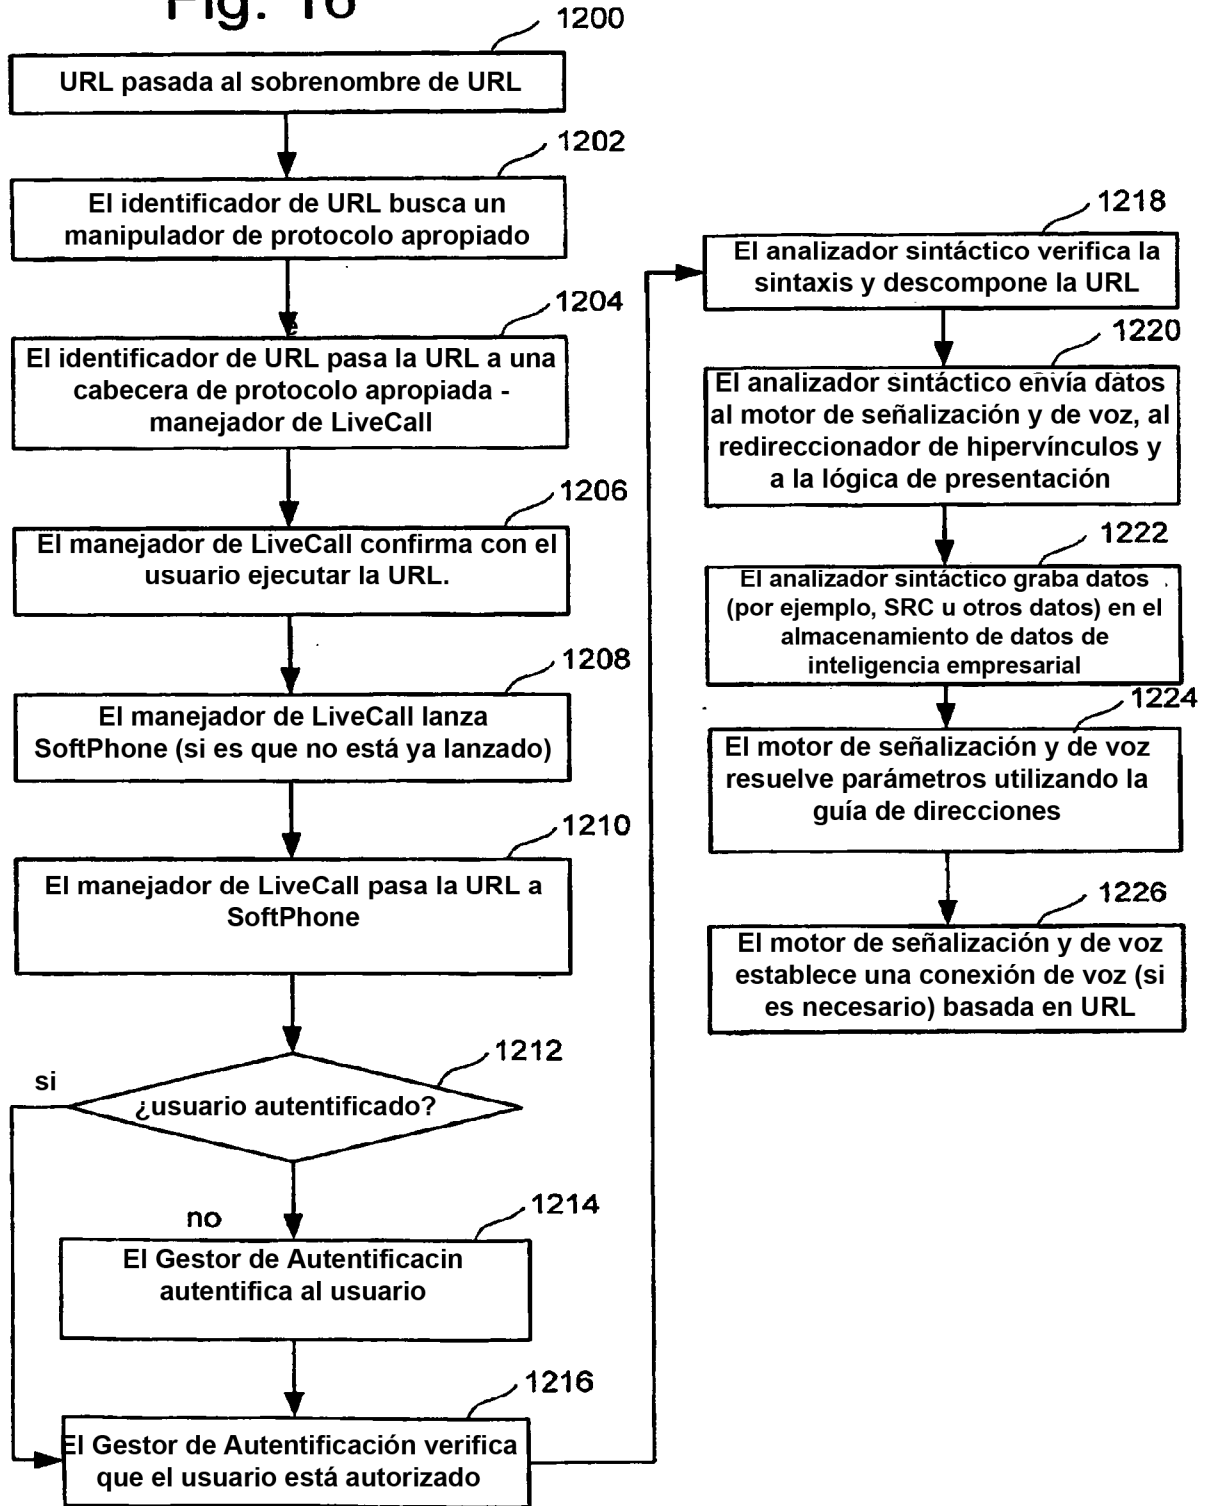 Fig. 16
1200
URL pasada al sobrenombre de URL
1202
El identificador de URL busca un
manipulador de protocolo apropiado
1204
El identificador de URL pasa la URL a una
cabecera de protocolo apropiada -
manejador de LiveCall
1206
El manejador de LiveCall confirma con el
usuario ejecutar la URL.
1208
El manejador de LiveCall lanza
SoftPhone (si es que no está ya lanzado)
1210
El manejador de LiveCall pasa la URL a
SoftPhone
1212
si
¿usuario autentificado?
no
1214
El Gestor de Autentificacin
autentifica al usuario
1216
El Gestor de Autentificación verifica
que el usuario está autorizado
1218
El analizador sintáctico verifica la
sintaxis y descompone la URL
1220
El analizador sintáctico envía datos
al motor de señalización y de voz, al
redireccionador de hipervínculos y
a la lógica de presentación
1222
El analizador sintáctico graba datos
(por ejemplo, SRC u otros datos) en el
almacenamiento de datos de
inteligencia empresarial
1224
El motor de señalización y de voz
resuelve parámetros utilizando la
guía de direcciones
1226
El motor de señalización y de voz
establece una conexión de voz (si
es necesario) basada en URL